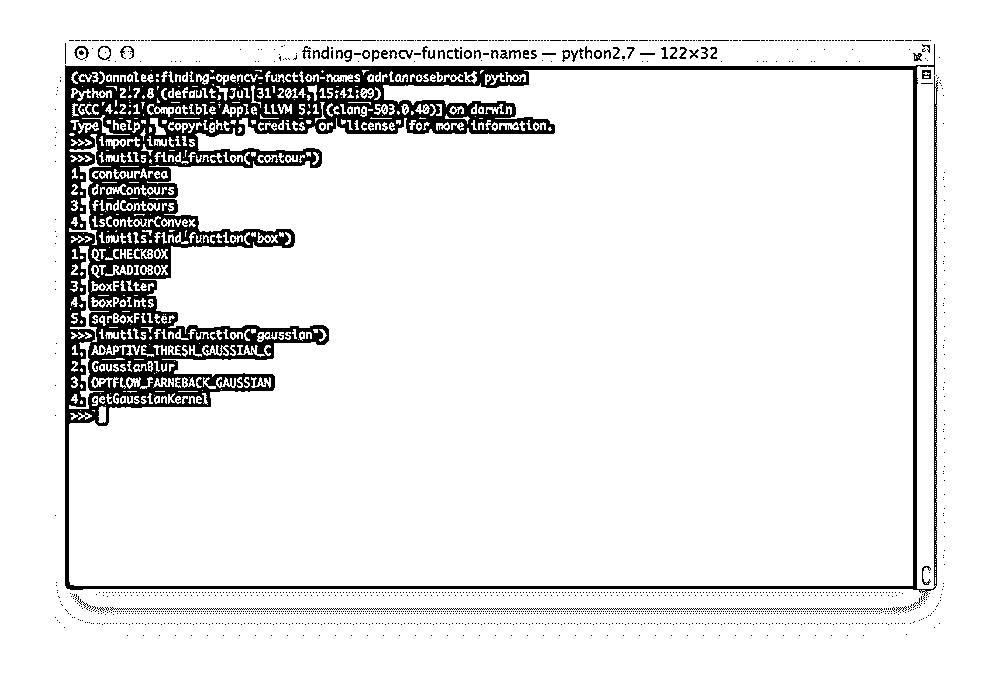 finding-opencv-function-names — python2.7 — 122×32
(cv3)annalee:finding-opencv-function-names adrianrosebrock$ python
Python 2.7.8 (default, Jul 31 2014, 15:41:09)
[GCC 4.2.1 Compatible Apple LLVM 5.1 (clang-503.0.40)] on darwin
Type "help", "copyright", "credits" or "license" for more information.
>>> import imutils
>>> imutils.find_function("contour")
1. contourArea
2. drawContours
3. findContours
4. isContourConvex
>>> imutils.find_function("box")
1. QT_CHECKBOX
2. QT_RADIOBOX
3. boxFilter
4. boxPoints
5. sqrBoxFilter
>>> imutils.find_function("gaussian")
1. ADAPTIVE_THRESH_GAUSSIAN_C
2. GaussianBlur
3. OPTFLOW_FARNEBACK_GAUSSIAN
4. getGaussianKernel
>>>